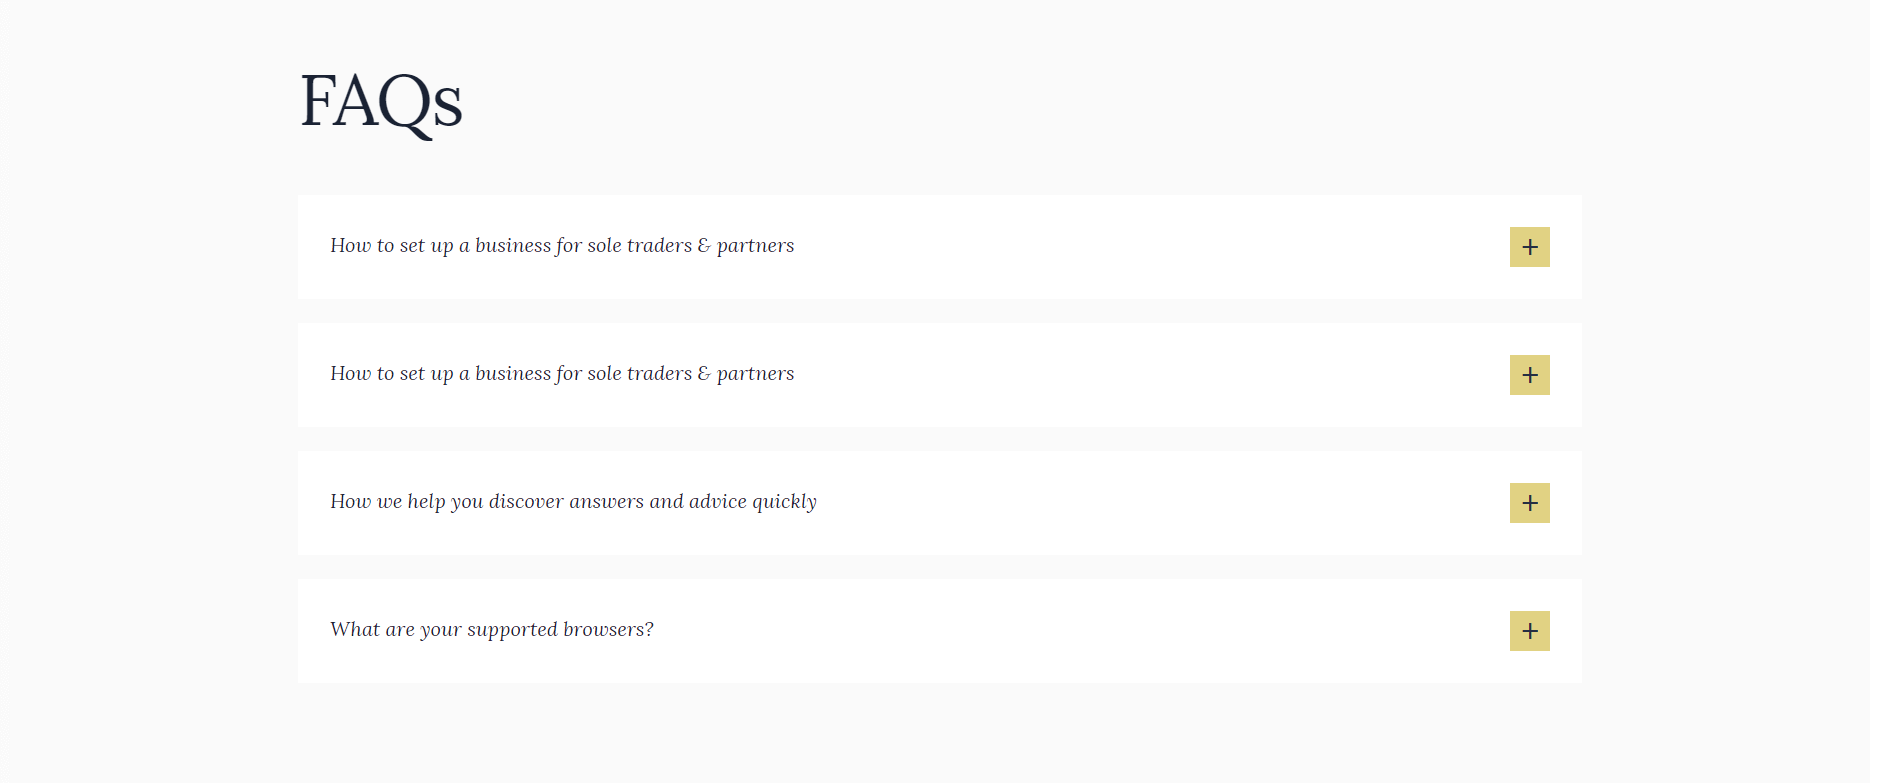 FAQs
How to set up a business for sole traders & partners
+
How to set up a business for sole traders & partners
+
How we help you discover answers and advice quickly
+
What are your supported browsers?
+